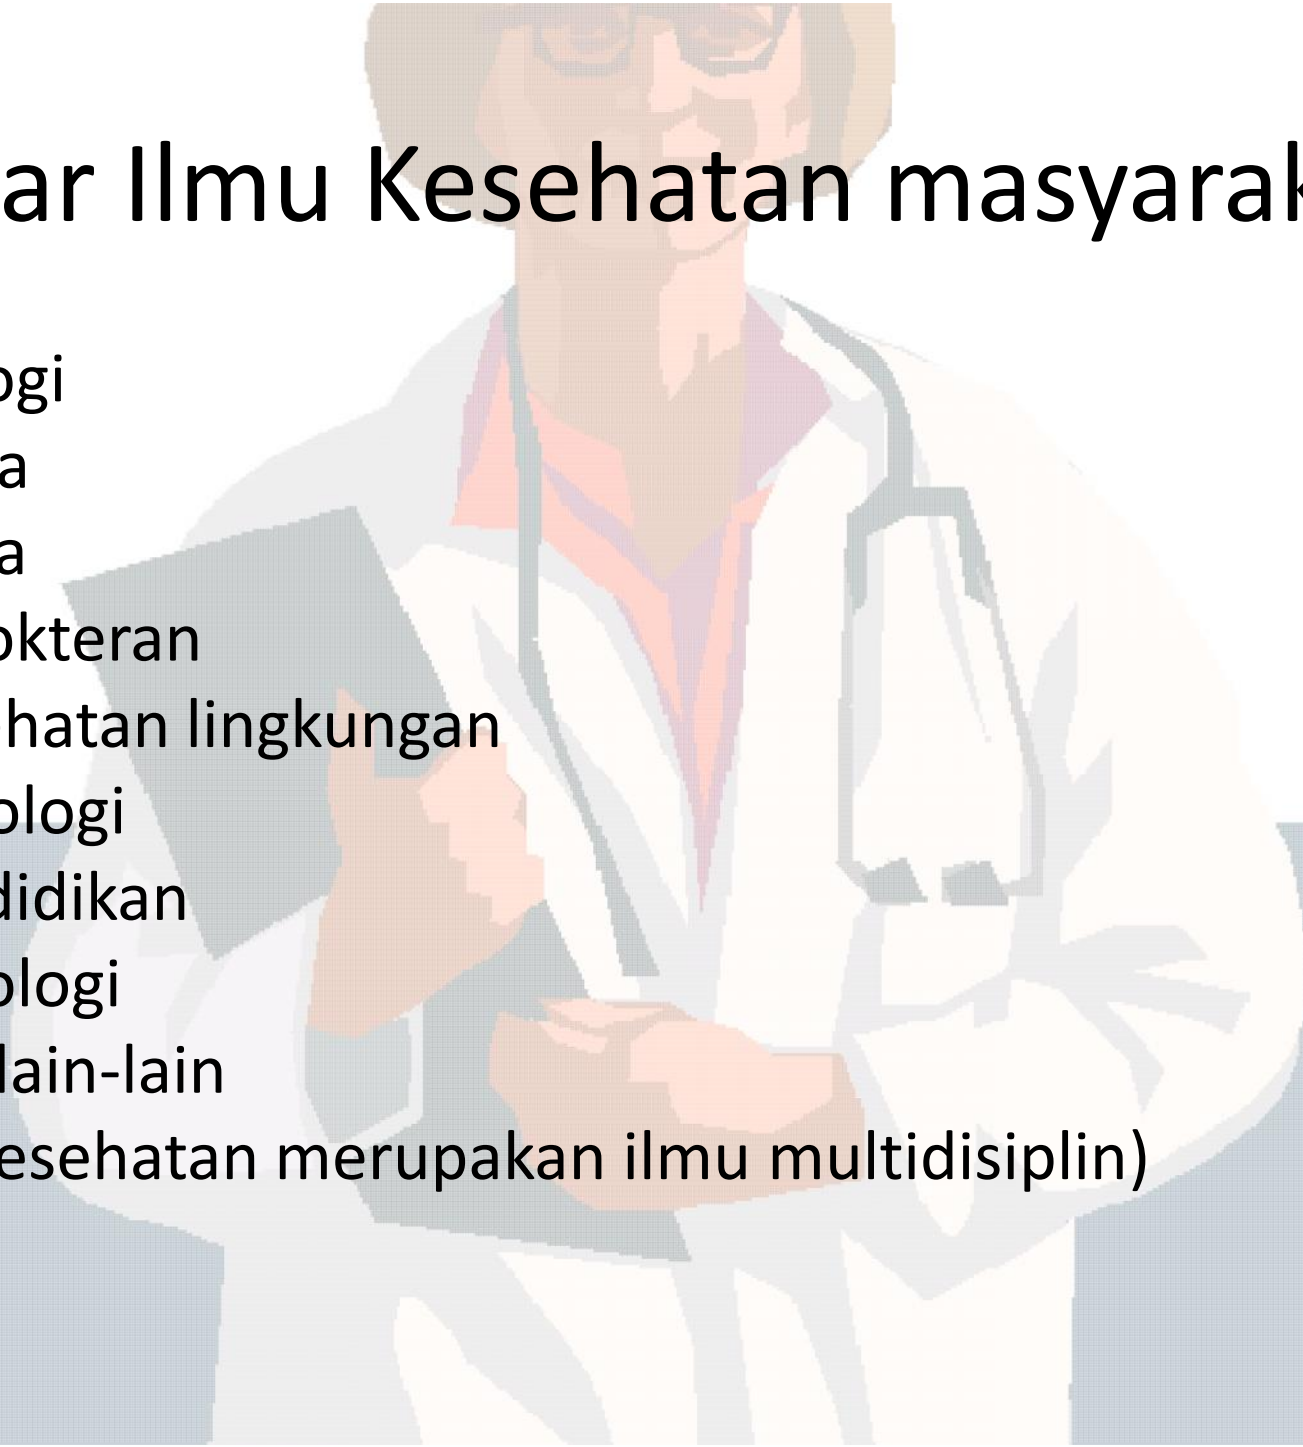 ar Ilmu Kesehatan masyarak
ogi
a
a
okteran
hatan lingkungan
ologi
didikan
ologi
lain-lain
esehatan merupakan ilmu multidisiplin)